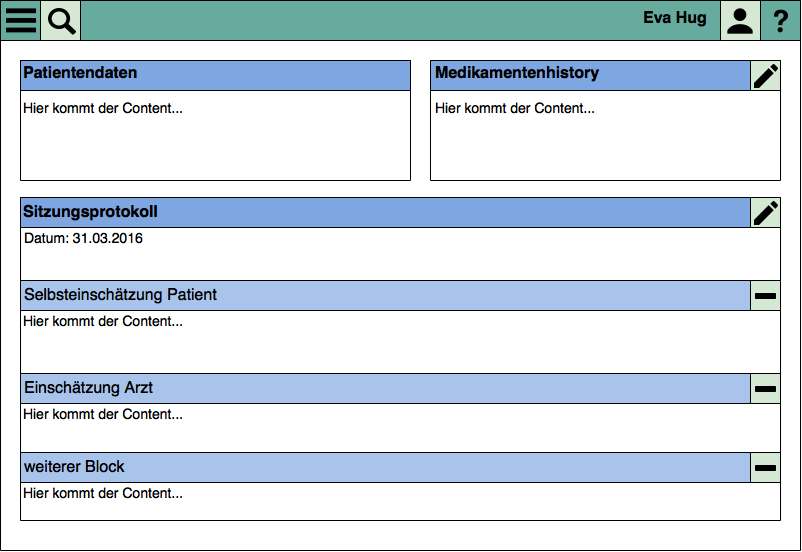 Eva Hug
?
Patientendaten
Hier kommt der Content...
Medikamentenhistory
Hier kommt der Content...
Sitzungsprotokoll
Datum: 31.03.2016
Selbsteinschätzung Patient
Hier kommt der Content...
Einschätzung Arzt
Hier kommt der Content...
weiterer Block
Hier kommt der Content...